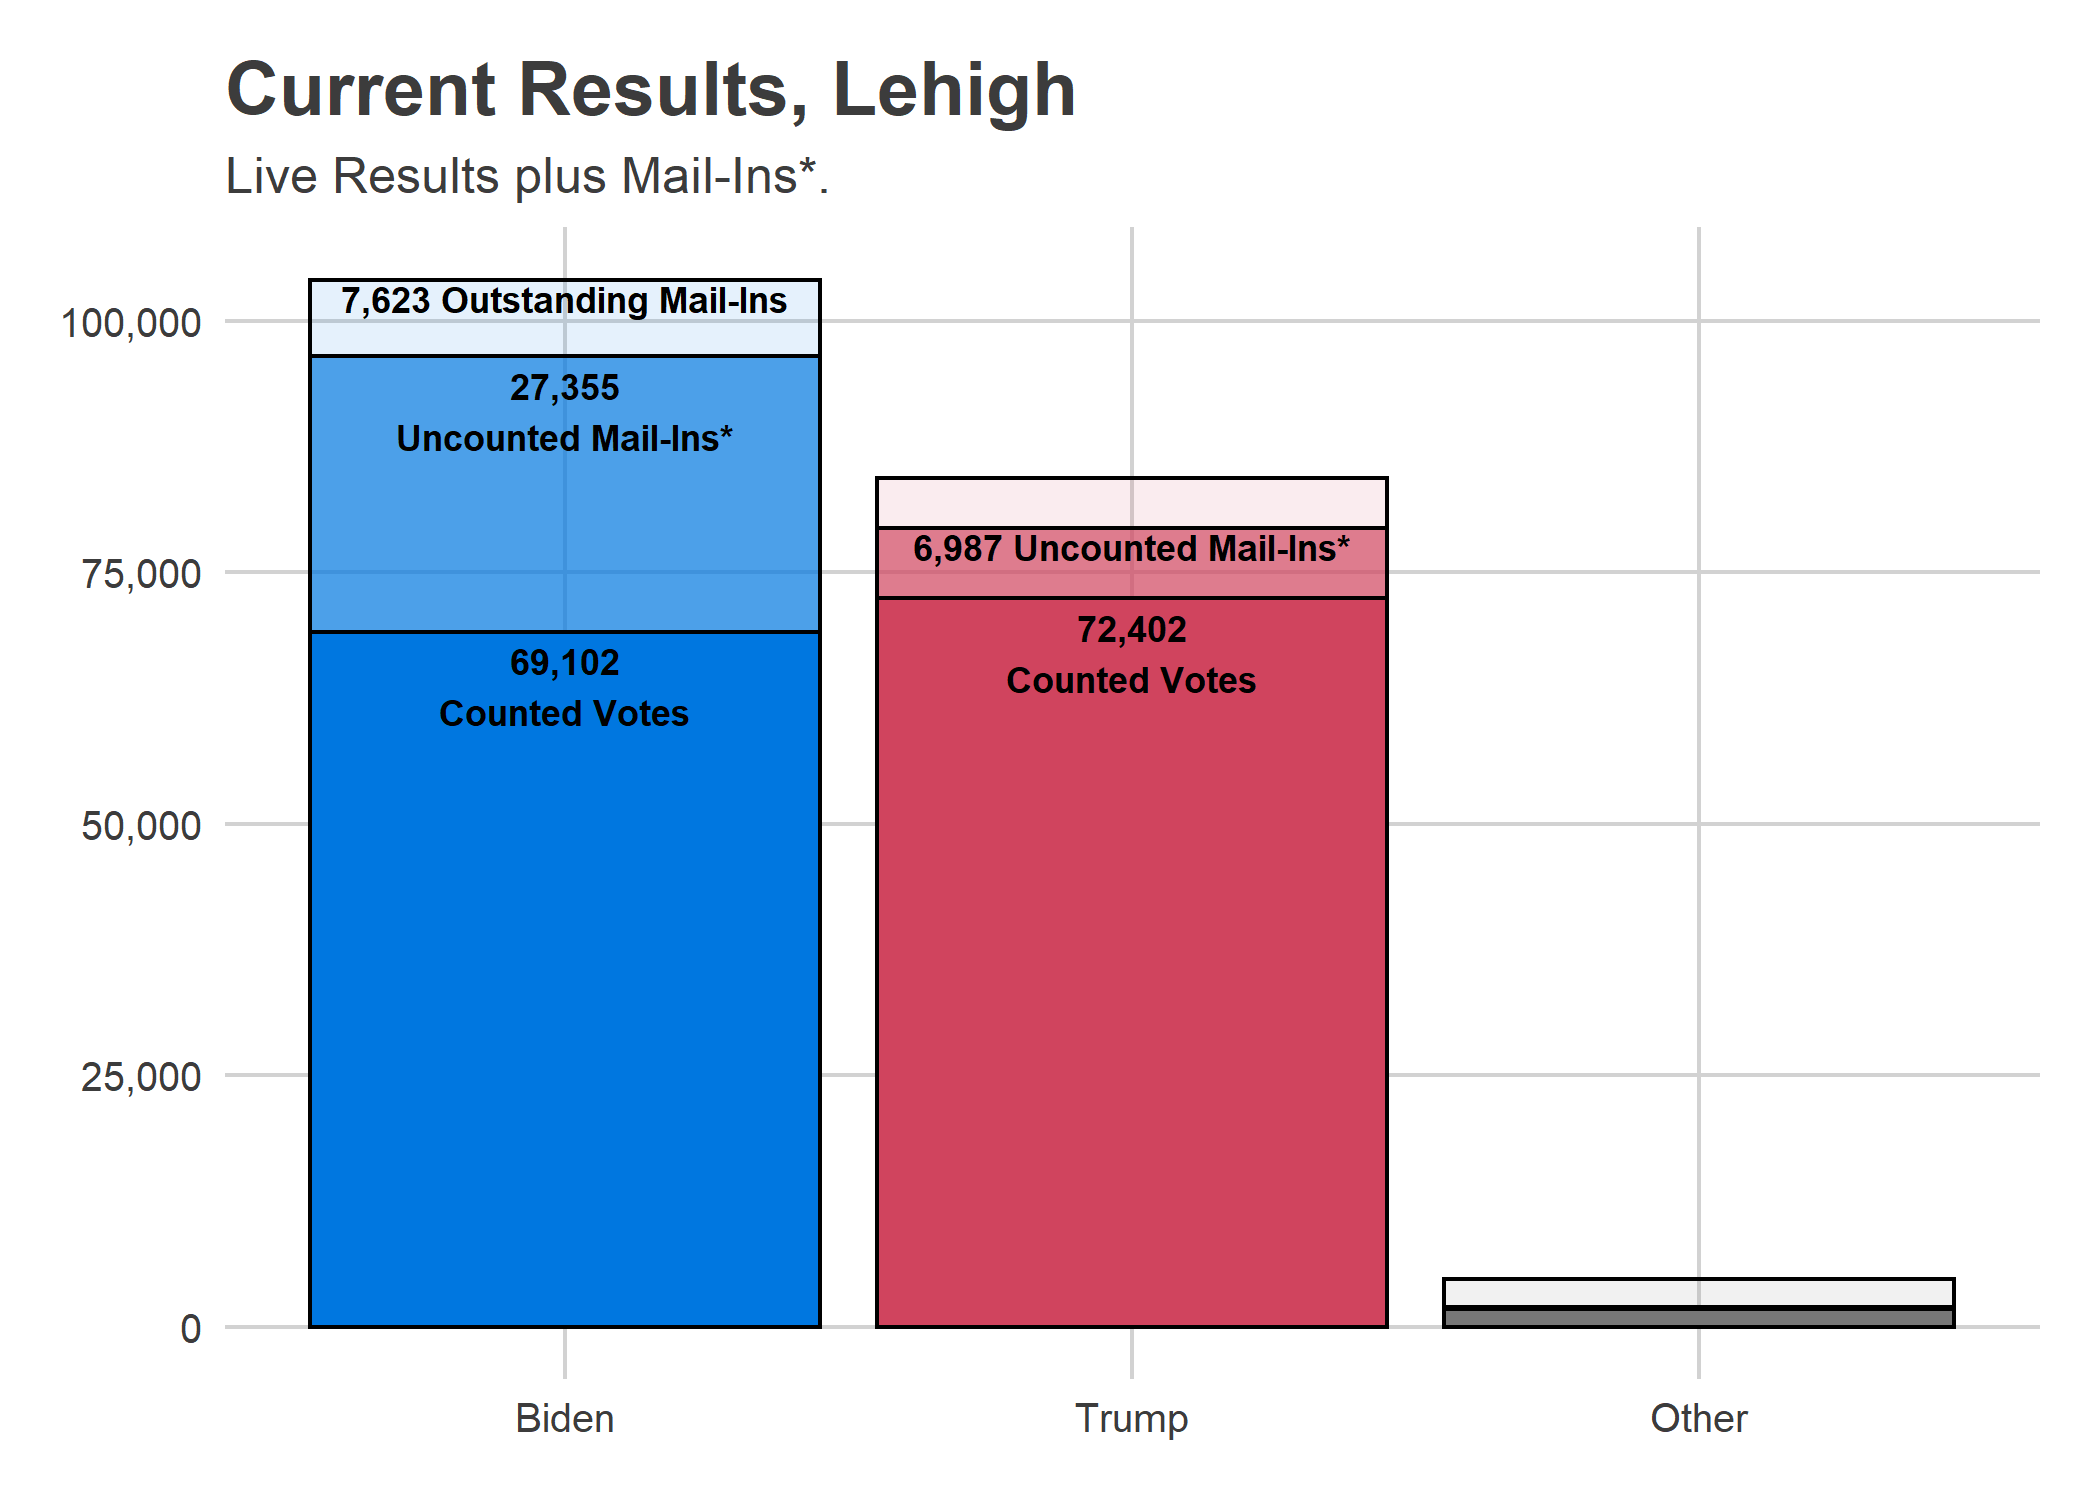 Current Results, Lehigh
Live Results plus Mail-Ins*.
100,000
75,000
50,000
25,000
0
7,623 Outstanding Mail-Ins
27,355
Uncounted Mail-Ins*
69,102
Counted Votes
6,987 Uncounted Mail-Ins*
72,402
Counted Votes
Biden
Trump
Other